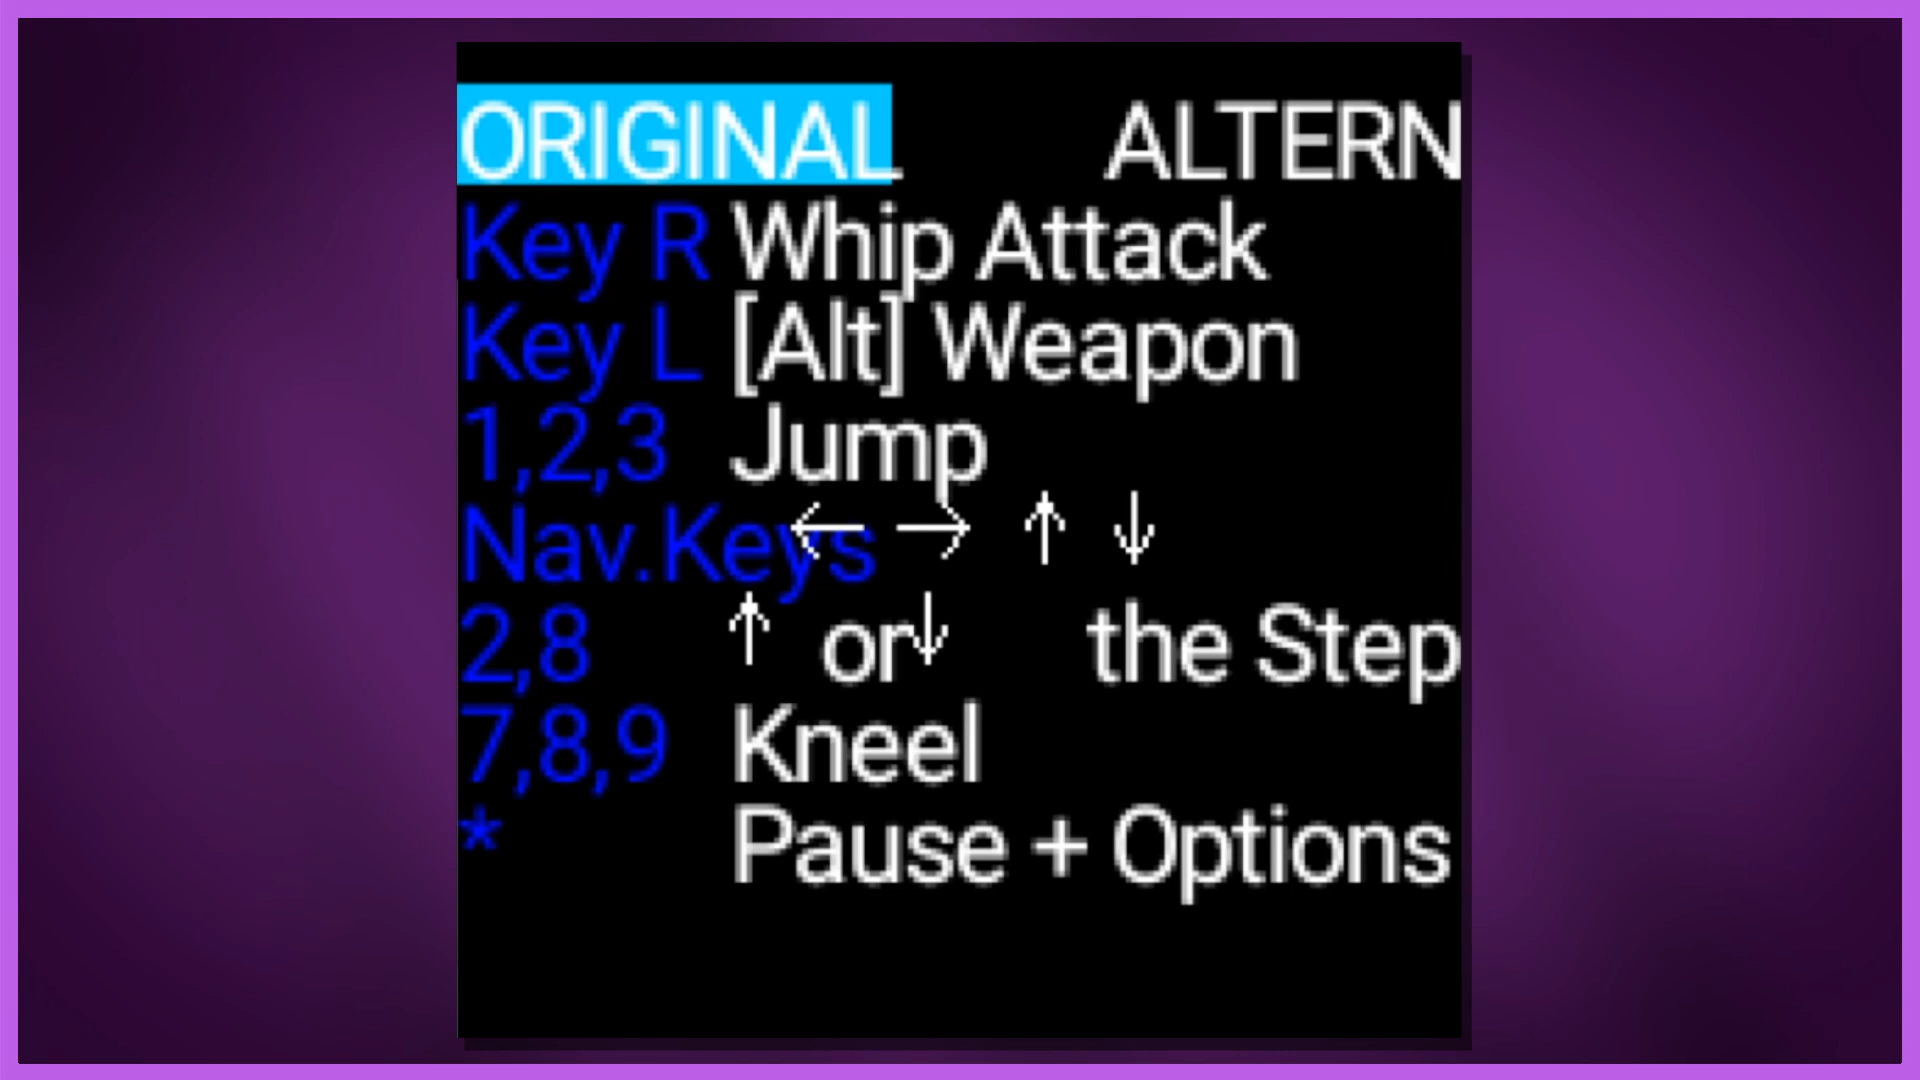 ORIGINAL ALTERN
Key R Whip Attack
Key L [Alt] Weapon
1,2,3 Jump
Nav.Keys ← → ↑ ↓
2,8 ↑ or ↓ the Step
7,8,9 Kneel
* Pause + Options